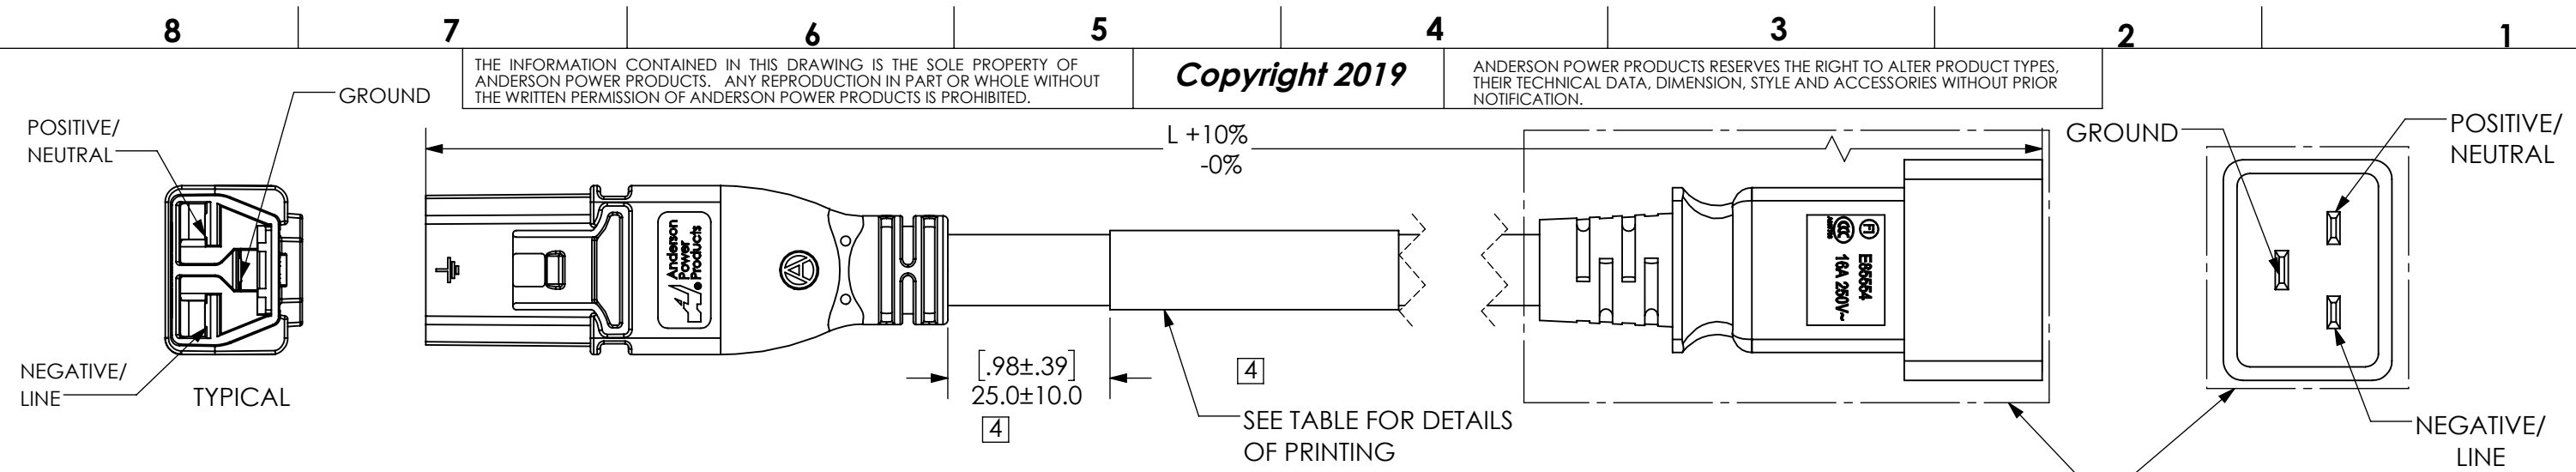 8 7 6 5 4 3 2 1
THE INFORMATION CONTAINED IN THIS DRAWING IS THE SOLE PROPERTY OF
ANDERSON POWER PRODUCTS. ANY REPRODUCTION IN PART OR WHOLE WITHOUT
THE WRITTEN PERMISSION OF ANDERSON POWER PRODUCTS IS PROHIBITED.
Copyright 2019
ANDERSON POWER PRODUCTS RESERVES THE RIGHT TO ALTER PRODUCT TYPES,
THEIR TECHNICAL DATA, DIMENSION, STYLE AND ACCESSORIES WITHOUT PRIOR
NOTIFICATION.
GROUND
POSITIVE/
NEUTRAL
NEGATIVE/
LINE
TYPICAL
L +10%
-0%
Anderson
Power
Products
[.98±.39]
25.0±10.0
4
4
SEE TABLE FOR DETAILS
OF PRINTING
E85554
16A 250V~
GROUND
POSITIVE/
NEUTRAL
NEGATIVE/
LINE